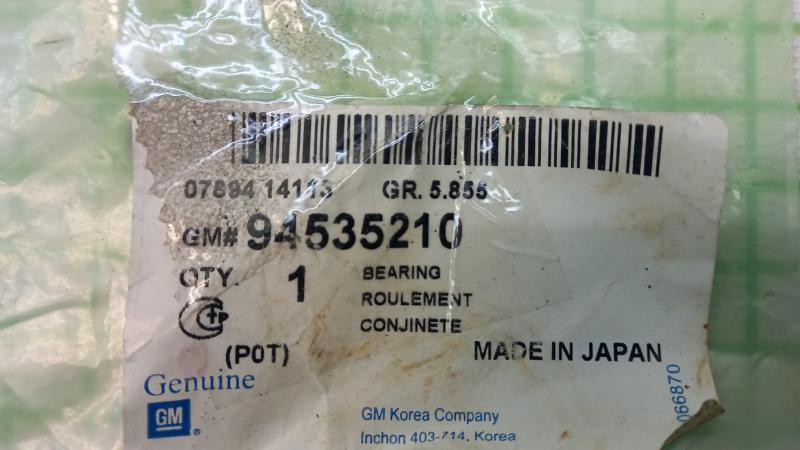 07894 14113 GR. 5.855
GM# 94535210
QTY. 1 BEARING
ROULEMENT
CONJINETE
(P0T) MADE IN JAPAN
Genuine
GM ®
GM Korea Company
Inchon 403-714, Korea
066870